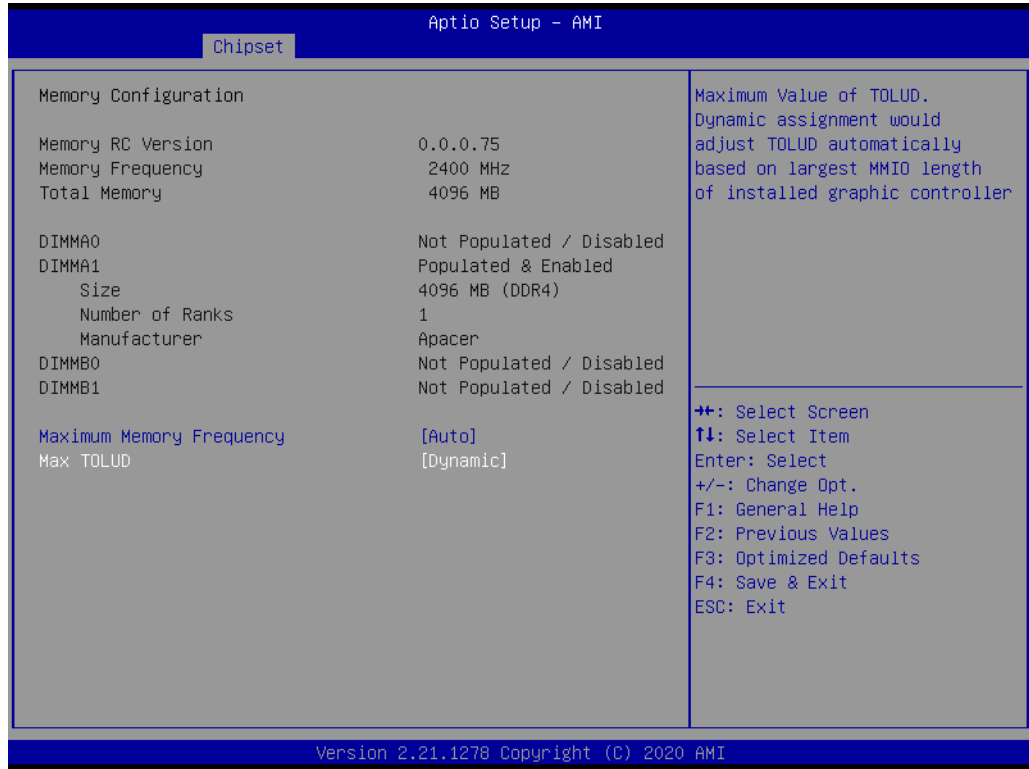 Aptio Setup – AMI
Chipset
Memory Configuration
Memory RC Version 0.0.0.75
Memory Frequency 2400 MHz
Total Memory 4096 MB
DIMMA0 Not Populated / Disabled
DIMMA1 Populated & Enabled
Size 4096 MB (DDR4)
Number of Ranks 1
Manufacturer Apacer
DIMMB0 Not Populated / Disabled
DIMMB1 Not Populated / Disabled
Maximum Memory Frequency [Auto]
Max TOLUD [Dynamic]
Maximum Value of TOLUD.
Dynamic assignment would
adjust TOLUD automatically
based on largest MMIO length
of installed graphic controller
→←: Select Screen
↑↓: Select Item
Enter: Select
+/-: Change Opt.
F1: General Help
F2: Previous Values
F3: Optimized Defaults
F4: Save & Exit
ESC: Exit
Version 2.21.1278 Copyright (C) 2020 AMI